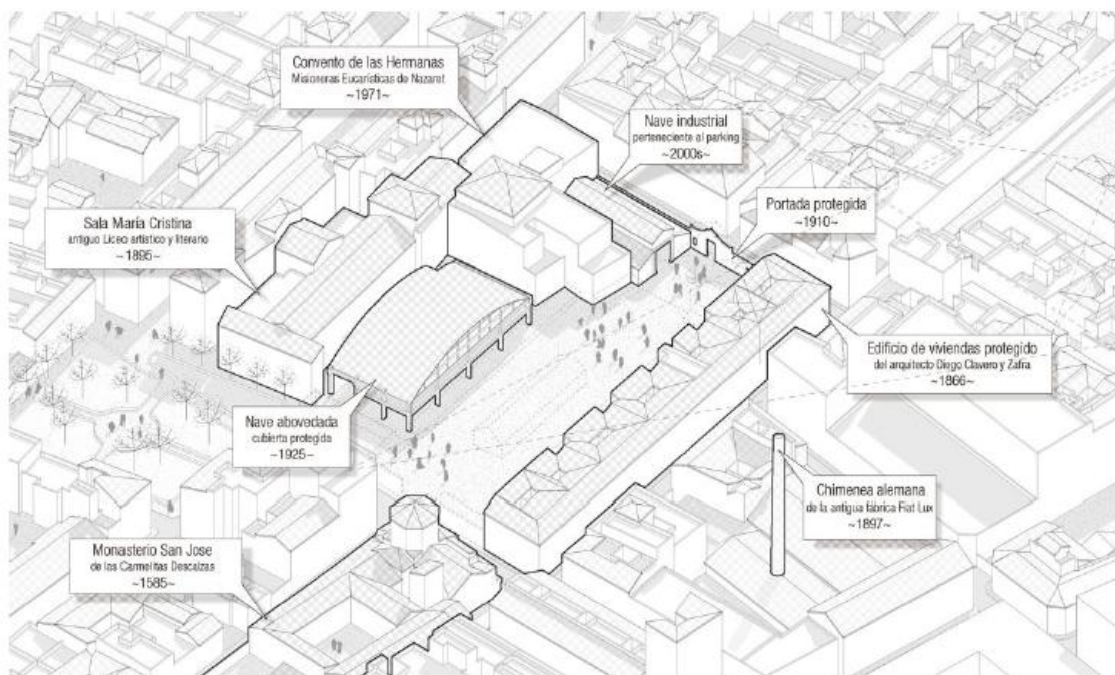 Convento de las Hermanas
Misioneras Eucarísticas de Nazaret
~1971~
Nave industrial
perteneciente al parking
~2000s~
Portada protegida
~1910~
Sala María Cristina
antiguo Liceo artístico y literario
~1895~
Edificio de viviendas protegido
del arquitecto Diego Clavero y Zafra
~1866~
Nave abovedada
cubierta protegida
~1925~
Chimenea alemana
de la antigua fábrica Fiat Lux
~1897~
Monasterio San Jose
de las Carmelitas Descalzas
~1585~